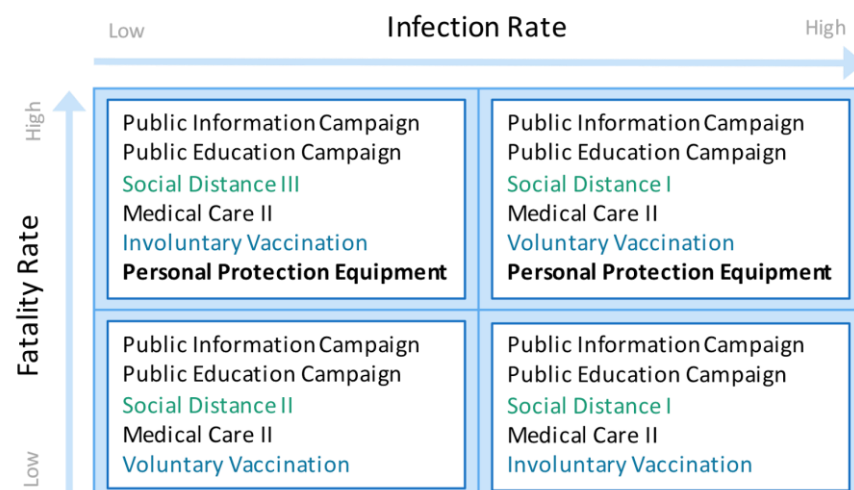 Infection Rate
Low
High
High
Fatality Rate
Low
Public Information Campaign
Public Education Campaign
Social Distance III
Medical Care II
Involuntary Vaccination
Personal Protection Equipment
Public Information Campaign
Public Education Campaign
Social Distance I
Medical Care II
Voluntary Vaccination
Personal Protection Equipment
Public Information Campaign
Public Education Campaign
Social Distance II
Medical Care II
Voluntary Vaccination
Public Information Campaign
Public Education Campaign
Social Distance I
Medical Care II
Involuntary Vaccination